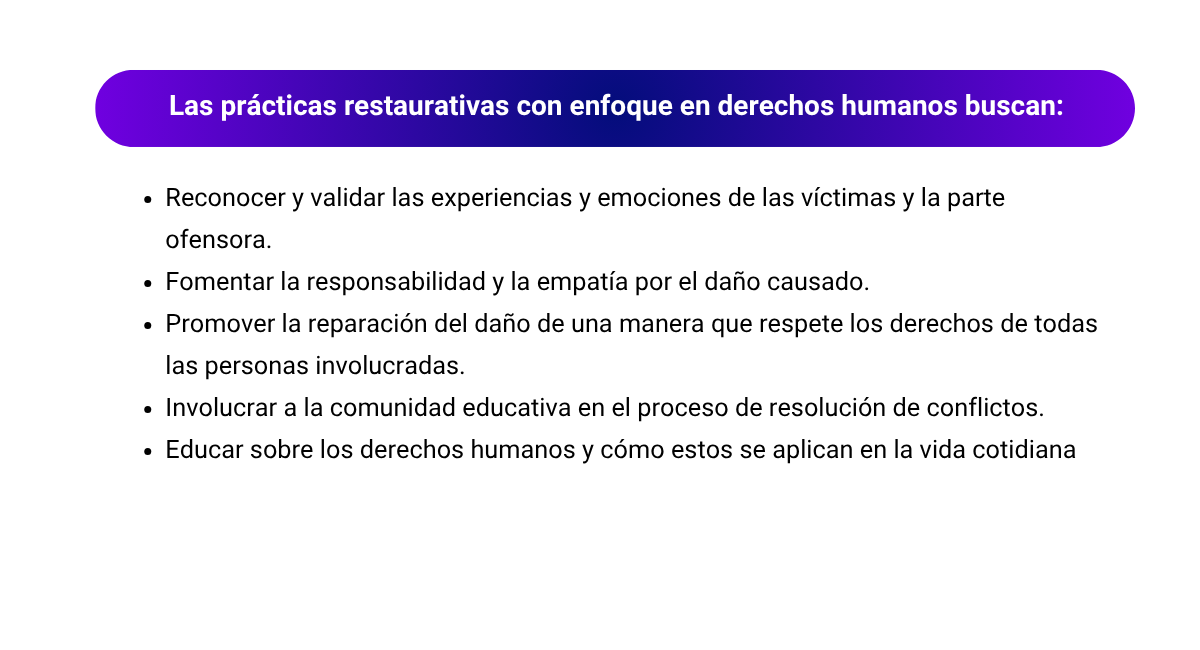 Las prácticas restaurativas con enfoque en derechos humanos buscan:
• Reconocer y validar las experiencias y emociones de las víctimas y la parte
ofensora.
• Fomentar la responsabilidad y la empatía por el daño causado.
• Promover la reparación del daño de una manera que respete los derechos de todas
las personas involucradas.
• Involucrar a la comunidad educativa en el proceso de resolución de conflictos.
• Educar sobre los derechos humanos y cómo estos se aplican en la vida cotidiana